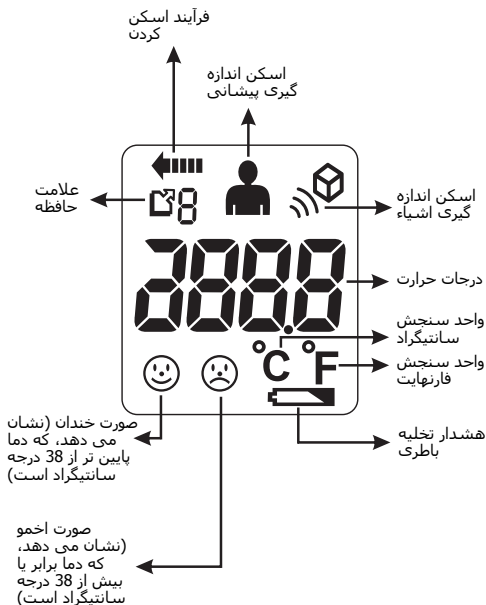 فرآیند اسکن
کردن
اسکن اندازه
گیری پیشانی
علامت
حافظه
8
اسکن اندازه
گیری اشیاء
8888
درجات حرارت
واحد سنجش
سانتیگراد
°C °F
واحد سنجش
فارنهایت
صورت خندان (نشان
می دهد، که دما
پایین تر از 38 درجه
سانتیگراد است)
هشدار تخلیه
باطری
صورت اخمو
(نشان می دهد،
که دما برابر یا
بیش از 38 درجه
سانتیگراد است)